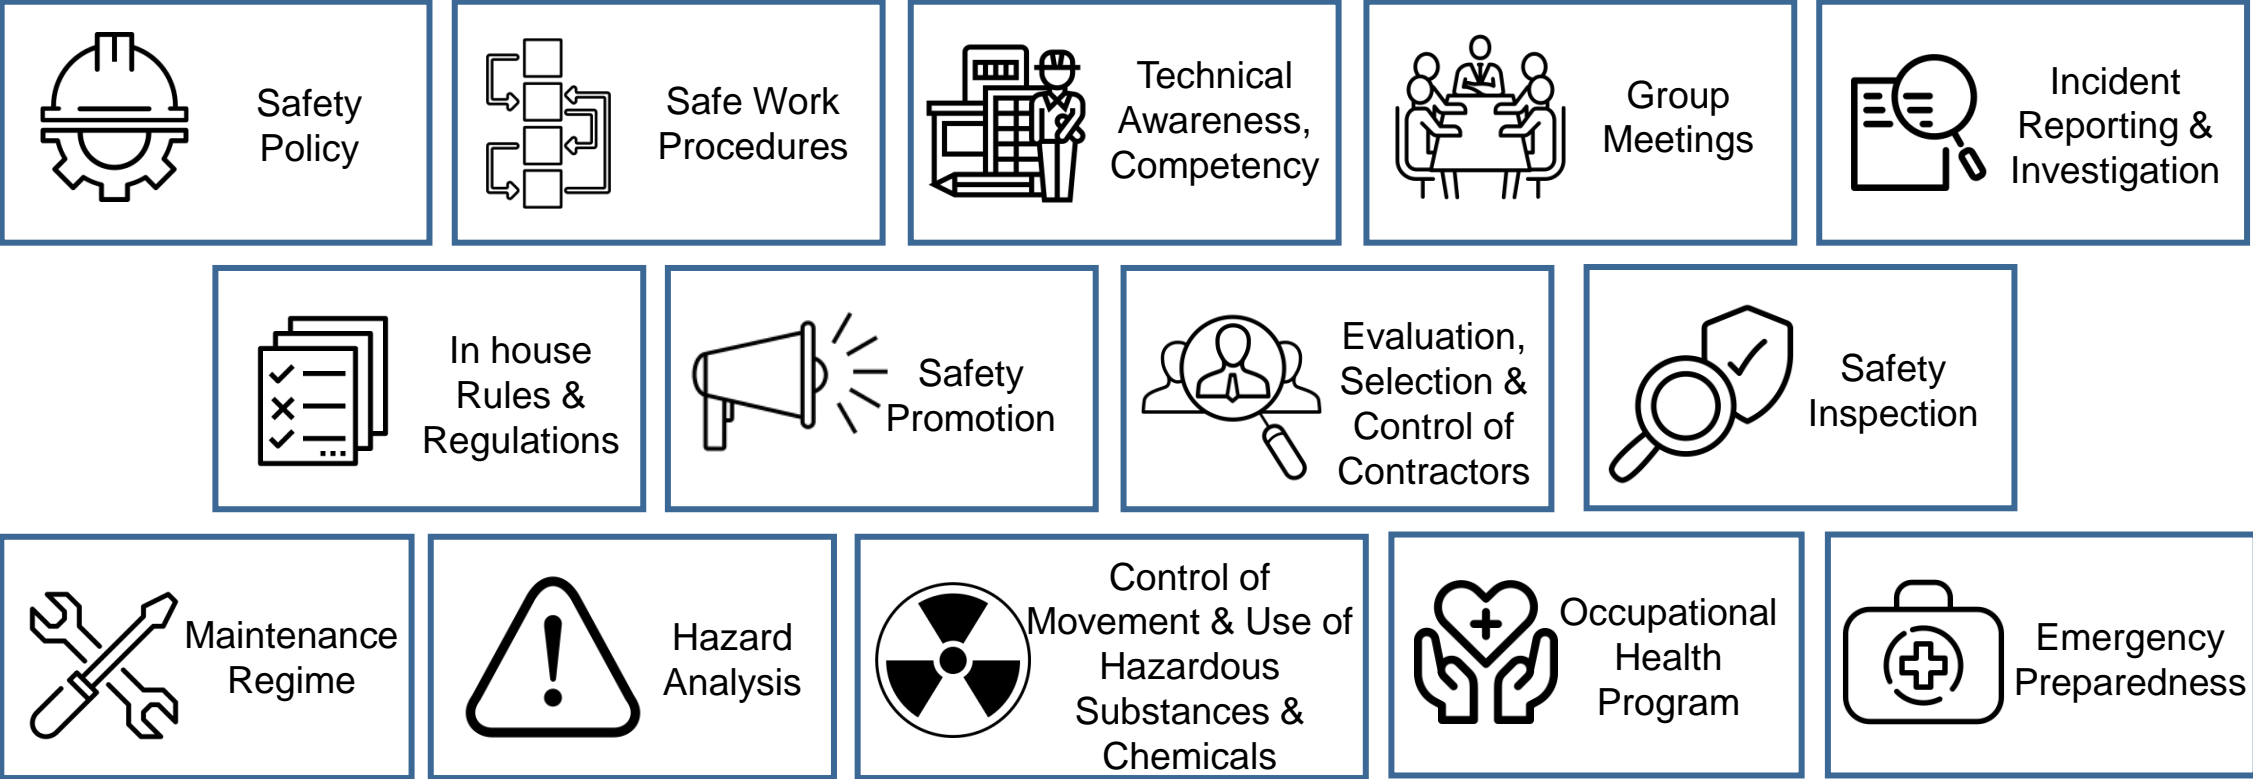 Safety
Policy
Safe Work
Procedures
Technical
Awareness,
Competency
Group
Meetings
Incident
Reporting &
Investigation
In house
Rules &
Regulations
Safety
Promotion
Evaluation,
Selection &
Control of
Contractors
Safety
Inspection
Maintenance
Regime
Hazard
Analysis
Control of
Movement & Use of
Hazardous
Substances &
Chemicals
Occupational
Health
Program
Emergency
Preparedness